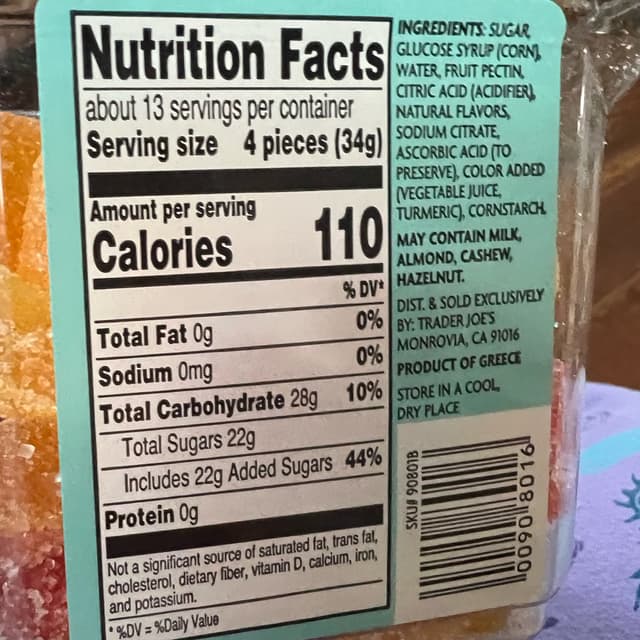 Nutrition Facts
about 13 servings per container
Serving size 4 pieces (34g)
Amount per serving
Calories 110
% DV*
Total Fat 0g 0%
Sodium 0mg 0%
Total Carbohydrate 28g 10%
Total Sugars 22g
Includes 22g Added Sugars 44%
Protein 0g
Not a significant source of saturated fat, trans fat,
cholesterol, dietary fiber, vitamin D, calcium, iron,
and potassium.
*%DV = %Daily Value
INGREDIENTS: SUGAR,
GLUCOSE SYRUP (CORN),
WATER, FRUIT PECTIN,
CITRIC ACID (ACIDIFIER),
NATURAL FLAVORS,
SODIUM CITRATE,
ASCORBIC ACID (TO
PRESERVE), COLOR ADDED
(VEGETABLE JUICE,
TURMERIC), CORNSTARCH.
MAY CONTAIN MILK,
ALMOND, CASHEW,
HAZELNUT.
DIST. & SOLD EXCLUSIVELY
BY: TRADER JOE'S
MONROVIA, CA 91016
PRODUCT OF GREECE
STORE IN A COOL,
DRY PLACE
SKU# 90801B
0090 8016